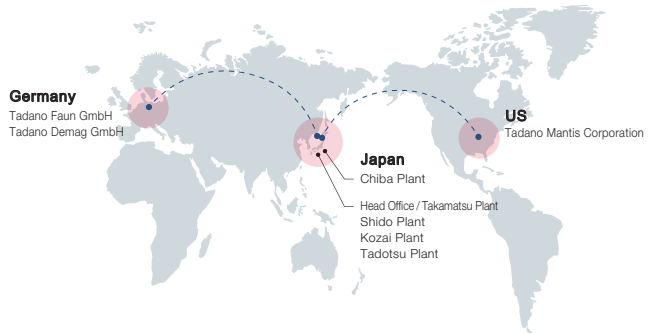 Germany
Tadano Faun GmbH
Tadano Demag GmbH
US
Tadano Mantis Corporation
Japan
Chiba Plant
Head Office / Takamatsu Plant
Shido Plant
Kozai Plant
Tadotsu Plant